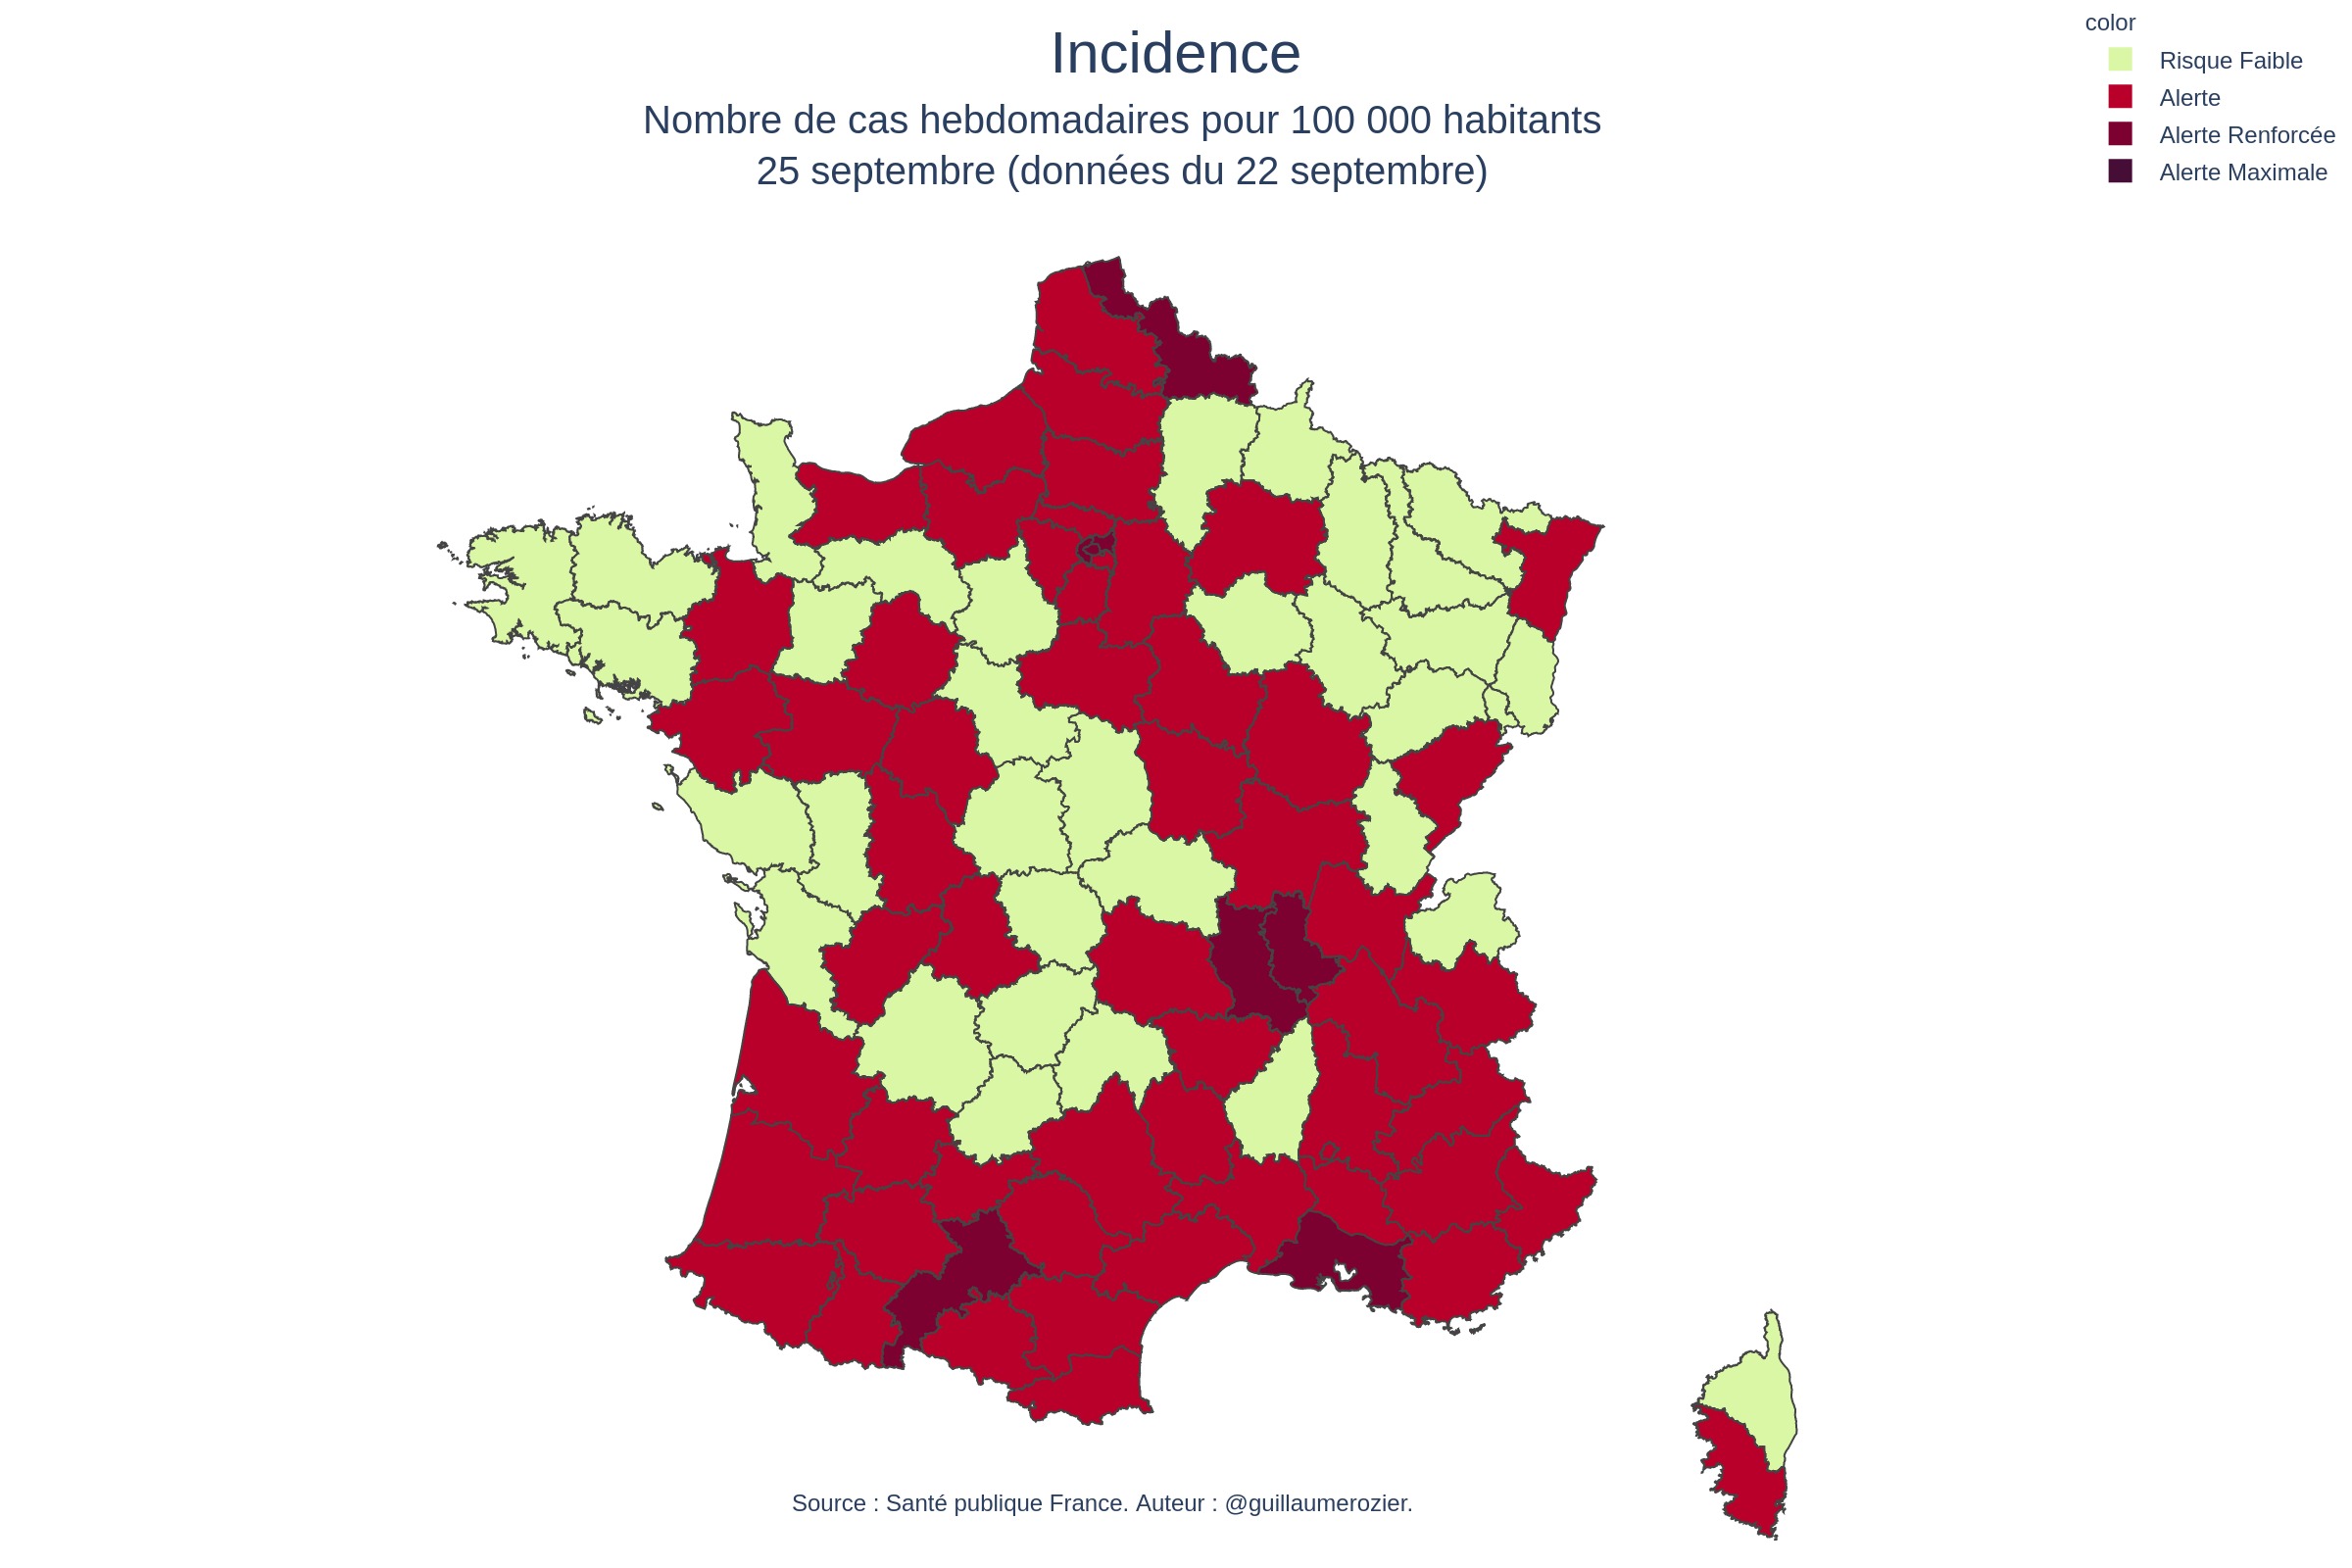 Incidence
Nombre de cas hebdomadaires pour 100 000 habitants
25 septembre (données du 22 septembre)
color
Risque Faible
Alerte
Alerte Renforcée
Alerte Maximale
Source : Santé publique France. Auteur : @guillaumerozier.